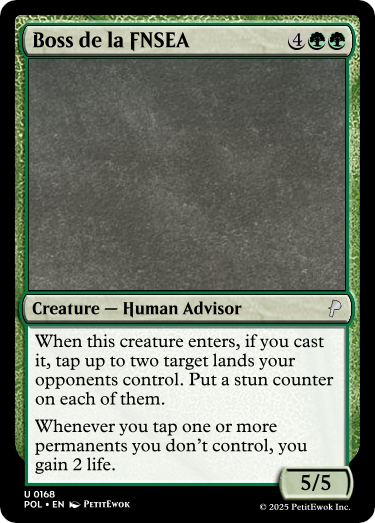 Boss de la FNSEA 4
Creature — Human Advisor
When this creature enters, if you cast
it, tap up to two target lands your
opponents control. Put a stun counter
on each of them.
Whenever you tap one or more
permanents you don't control, you
gain 2 life.
5/5
U 0168
POL • EN PetitEwok
© 2025 PetitEwok Inc.